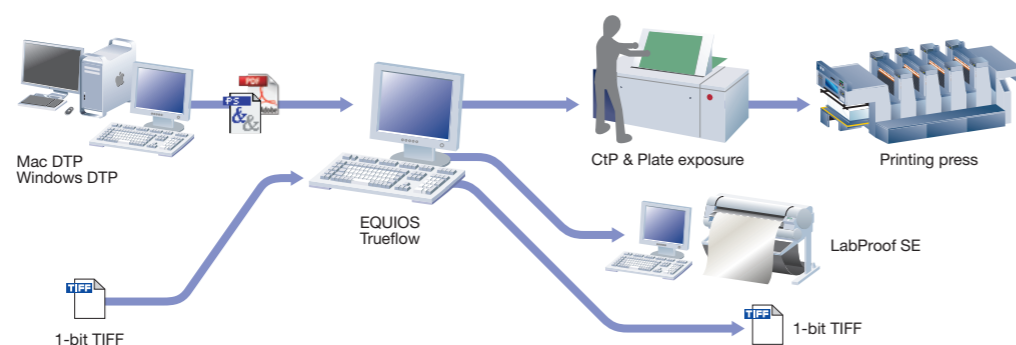 PDF
PS
&&
Mac DTP
Windows DTP
EQUIOS
Trueflow
CtP & Plate exposure
Printing press
LabProof SE
TIFF
1-bit TIFF
TIFF
1-bit TIFF